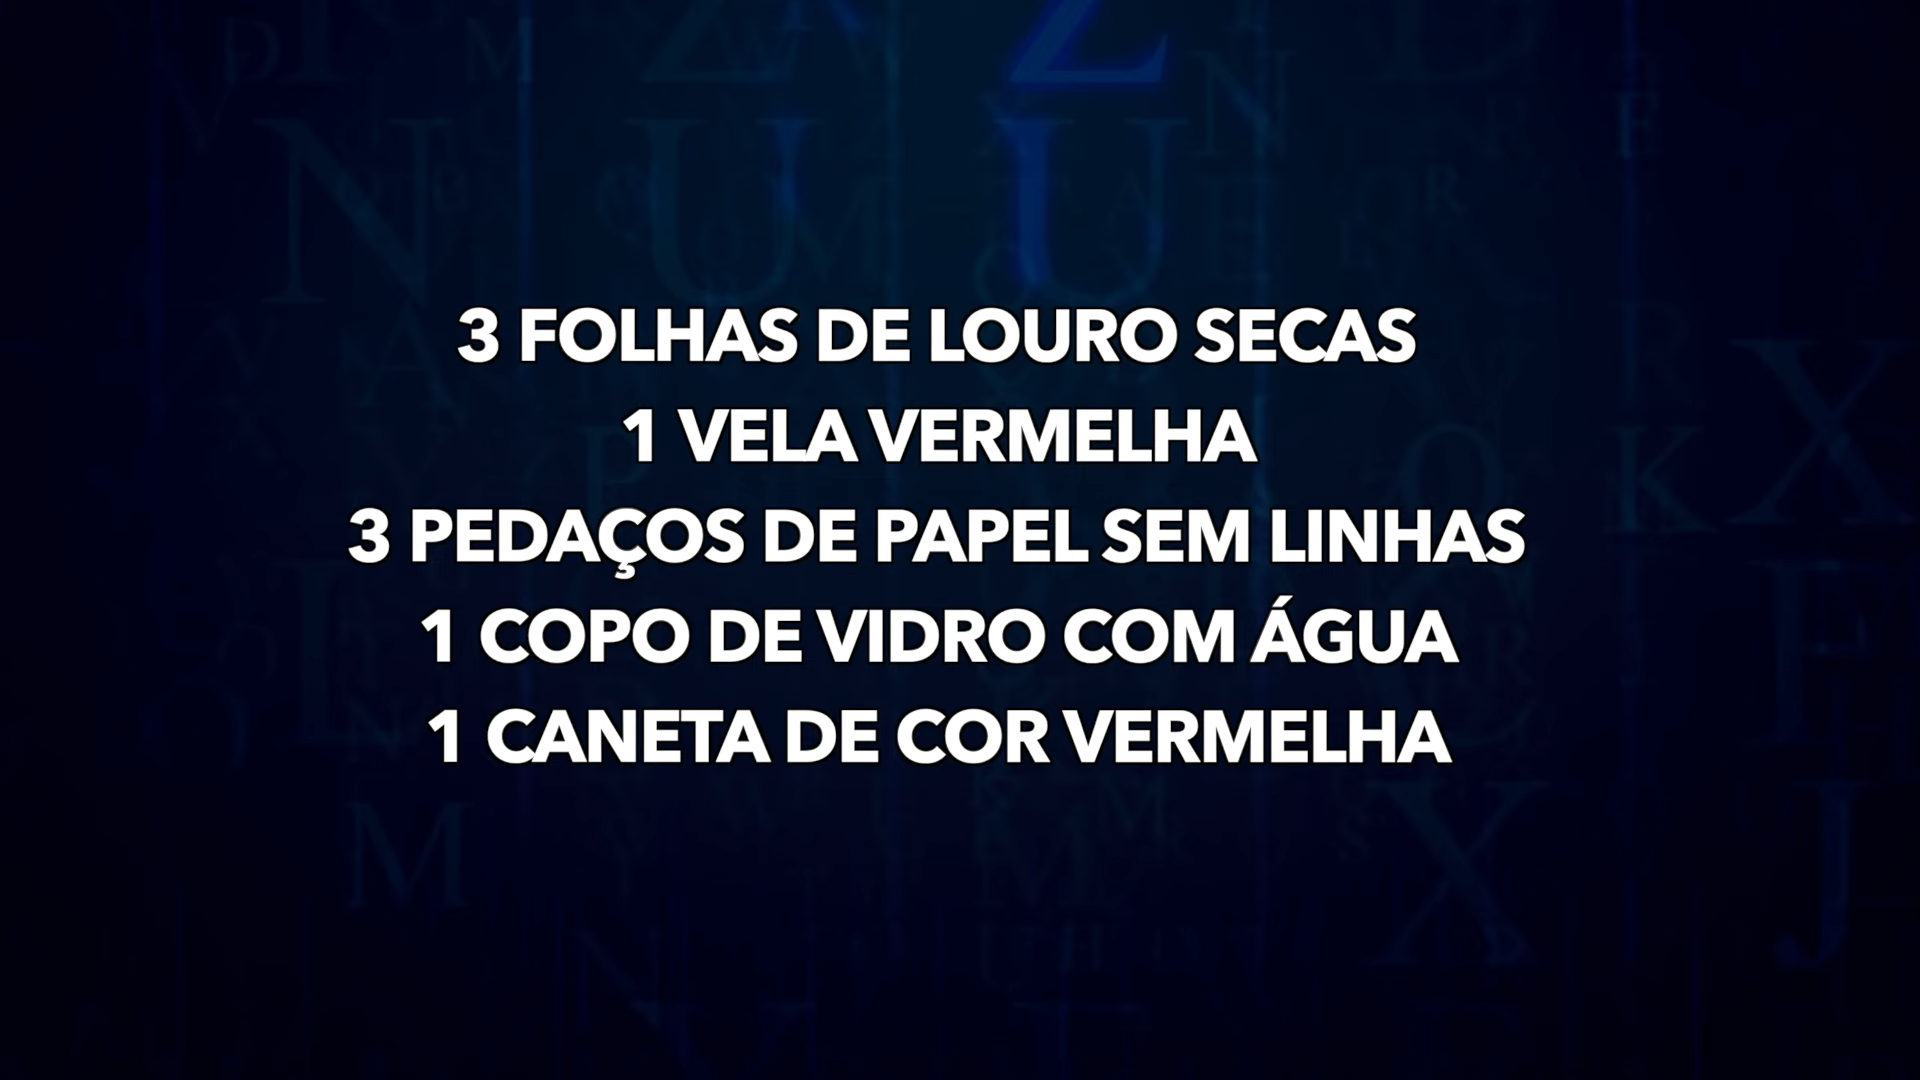 3 FOLHAS DE LOURO SECAS
1 VELA VERMELHA
3 PEDAÇOS DE PAPEL SEM LINHAS
1 COPO DE VIDRO COM ÁGUA
1 CANETA DE COR VERMELHA